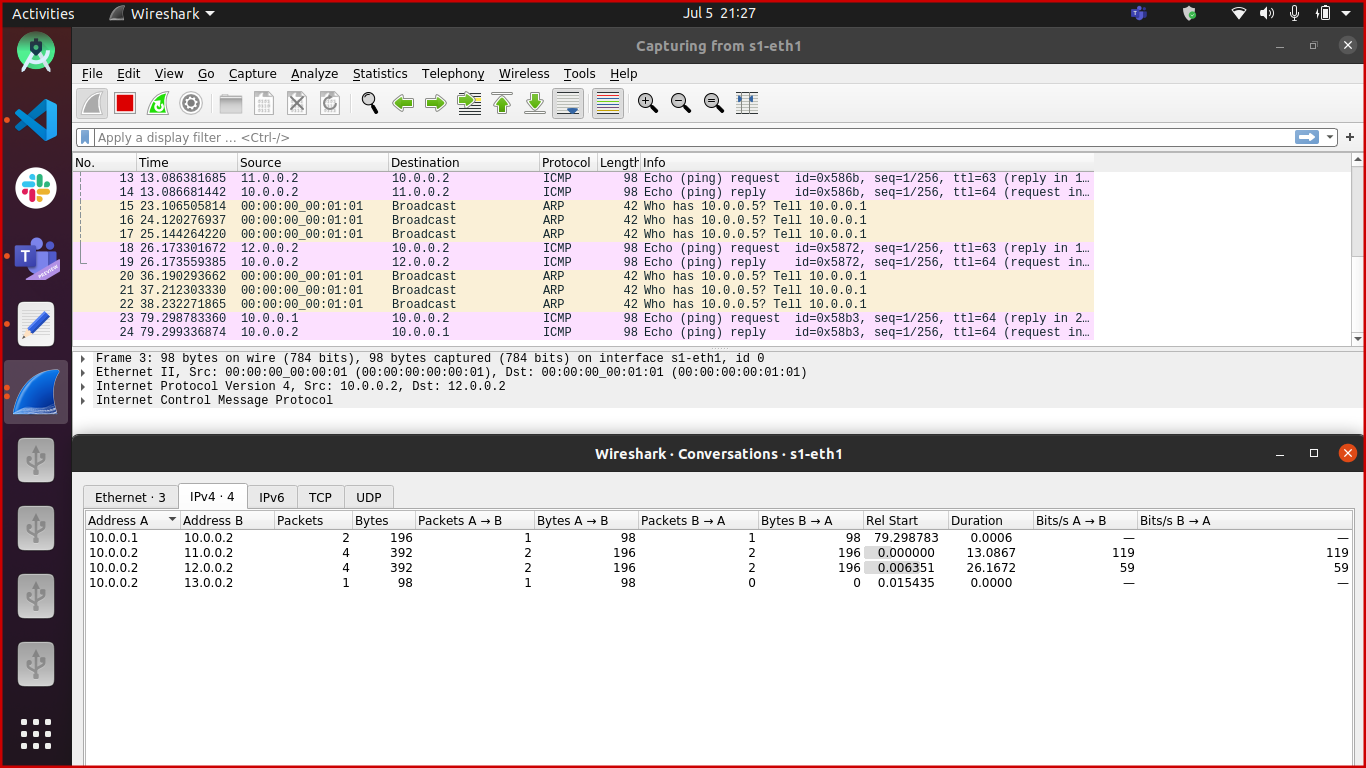 Activities Wireshark Jul 5 21:27
Capturing from s1-eth1
File Edit View Go Capture Analyze Statistics Telephony Wireless Tools Help
Apply a display filter … <Ctrl-/>
No. Time Source Destination Protocol Length Info
13 13.086381685 11.0.0.2 10.0.0.2 ICMP 98 Echo (ping) request id=0x586b, seq=1/256, ttl=63 (reply in 1…
14 13.086681442 10.0.0.2 11.0.0.2 ICMP 98 Echo (ping) reply id=0x586b, seq=1/256, ttl=64 (request in…
15 23.106505814 00:00:00_00:01:01 Broadcast ARP 42 Who has 10.0.0.5? Tell 10.0.0.1
16 24.120276937 00:00:00_00:01:01 Broadcast ARP 42 Who has 10.0.0.5? Tell 10.0.0.1
17 25.144264220 00:00:00_00:01:01 Broadcast ARP 42 Who has 10.0.0.5? Tell 10.0.0.1
18 26.173301672 12.0.0.2 10.0.0.2 ICMP 98 Echo (ping) request id=0x5872, seq=1/256, ttl=63 (reply in 1…
19 26.173559385 10.0.0.2 12.0.0.2 ICMP 98 Echo (ping) reply id=0x5872, seq=1/256, ttl=64 (request in…
20 36.190293662 00:00:00_00:01:01 Broadcast ARP 42 Who has 10.0.0.5? Tell 10.0.0.1
21 37.212303330 00:00:00_00:01:01 Broadcast ARP 42 Who has 10.0.0.5? Tell 10.0.0.1
22 38.232271865 00:00:00_00:01:01 Broadcast ARP 42 Who has 10.0.0.5? Tell 10.0.0.1
23 79.298783360 10.0.0.1 10.0.0.2 ICMP 98 Echo (ping) request id=0x58b3, seq=1/256, ttl=64 (reply in 2…
24 79.299336874 10.0.0.2 10.0.0.1 ICMP 98 Echo (ping) reply id=0x58b3, seq=1/256, ttl=64 (request in…
Frame 3: 98 bytes on wire (784 bits), 98 bytes captured (784 bits) on interface s1-eth1, id 0
Ethernet II, Src: 00:00:00_00:00:01 (00:00:00:00:00:01), Dst: 00:00:00_00:01:01 (00:00:00:00:01:01)
Internet Protocol Version 4, Src: 10.0.0.2, Dst: 12.0.0.2
Internet Control Message Protocol
T
PREVIEW
Wireshark · Conversations · s1-eth1
Ethernet · 3 IPv4 · 4 IPv6 TCP UDP
Address A Address B Packets Bytes Packets A → B Bytes A → B Packets B → A Bytes B → A Rel Start Duration Bits/s A → B Bits/s B → A
10.0.0.1 10.0.0.2 2 196 1 98 1 98 79.298783 0.0006 — —
10.0.0.2 11.0.0.2 4 392 2 196 2 196 0.000000 13.0867 119 119
10.0.0.2 12.0.0.2 4 392 2 196 2 196 0.006351 26.1672 59 59
10.0.0.2 13.0.0.2 1 98 1 98 0 0 0.015435 0.0000 — —